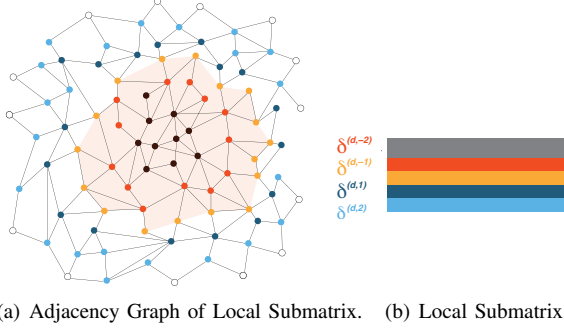 δ(d,−2)
δ(d,−1)
δ(d,1)
δ(d,2)
(a) Adjacency Graph of Local Submatrix. (b) Local Submatrix